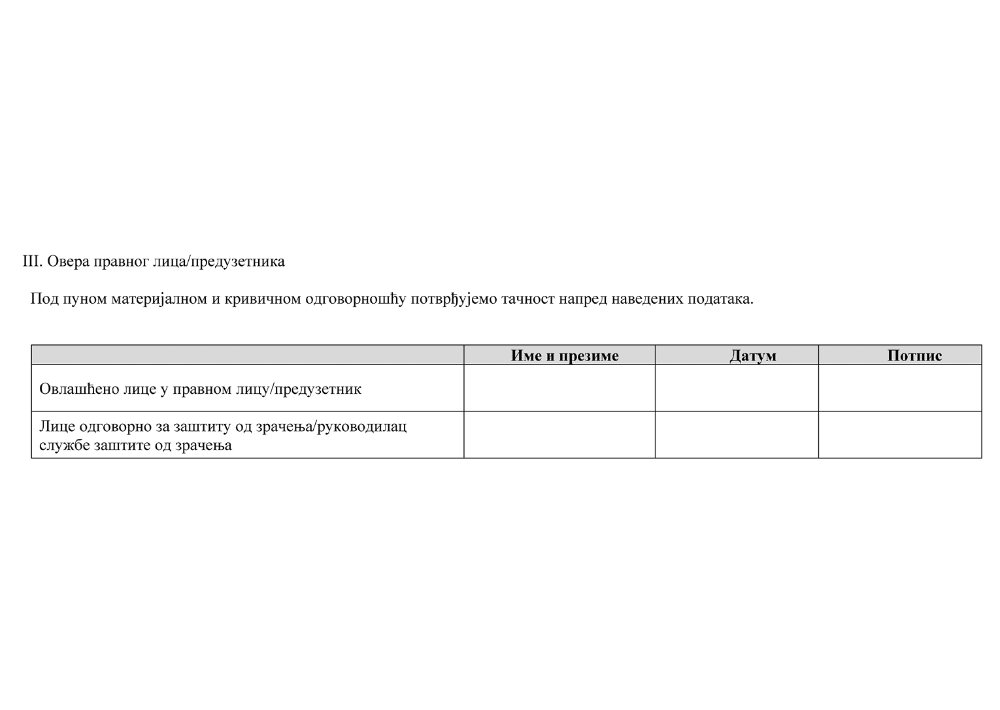 III. Овера правног лица/предузетника
Под пуном материјалном и кривичном одговорношћу потврђујемо тачност напред наведених података.
Име и презиме Датум Потпис
Овлашћено лице у правном лицу/предузетник
Лице одговорно за заштиту од зрачења/руководилац
службе заштите од зрачења